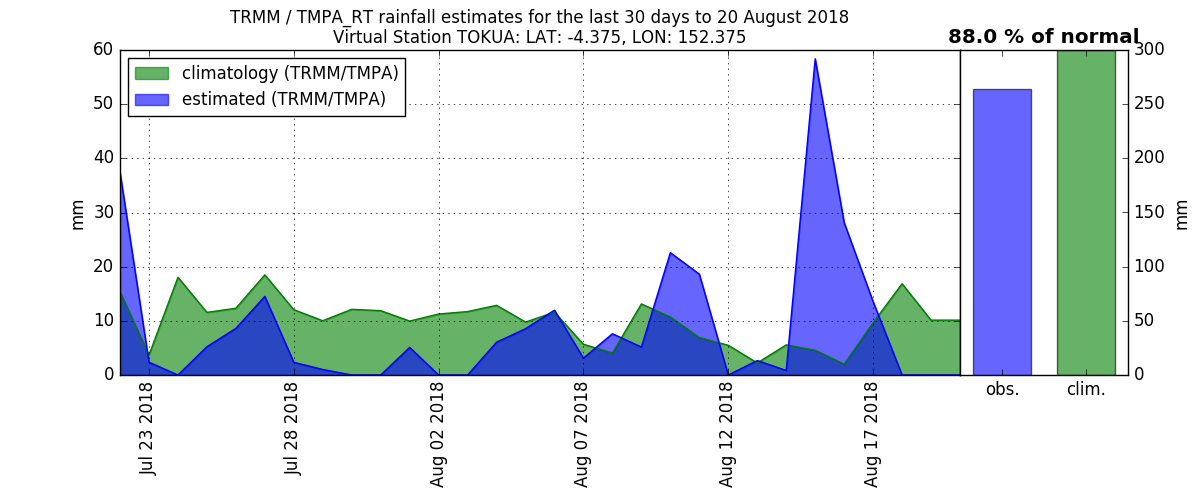 TRMM / TMPA_RT rainfall estimates for the last 30 days to 20 August 2018
Virtual Station TOKUA: LAT: -4.375, LON: 152.375
88.0 % of normal
climatology (TRMM/TMPA)
estimated (TRMM/TMPA)
60
50
40
30
20
10
0
mm
Jul 23 2018
Jul 28 2018
Aug 02 2018
Aug 07 2018
Aug 12 2018
Aug 17 2018
obs.
clim.
300
250
200
150
100
50
0
mm